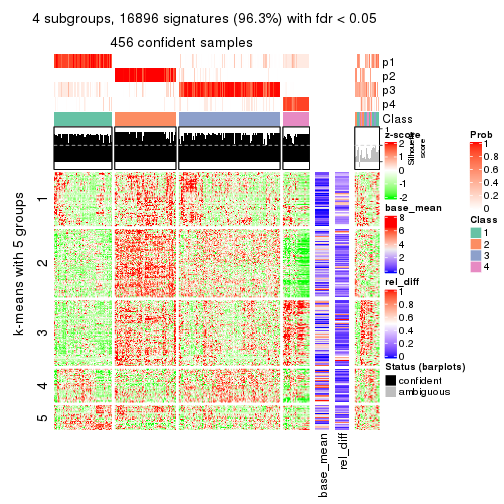 4 subgroups, 16896 signatures (96.3%) with fdr < 0.05
456 confident samples
p1
p2
p3
p4
Class
1
Silhouette
score
k-means with 5 groups
1
2
3
4
5
base_mean
rel_diff
z-score
2
1
0
-1
-2
base_mean
8
6
4
2
0
rel_diff
1
0.8
0.6
0.4
0.2
0
Status (barplots)
confident
ambiguous
Prob
1
0.8
0.6
0.4
0.2
0
Class
1
2
3
4